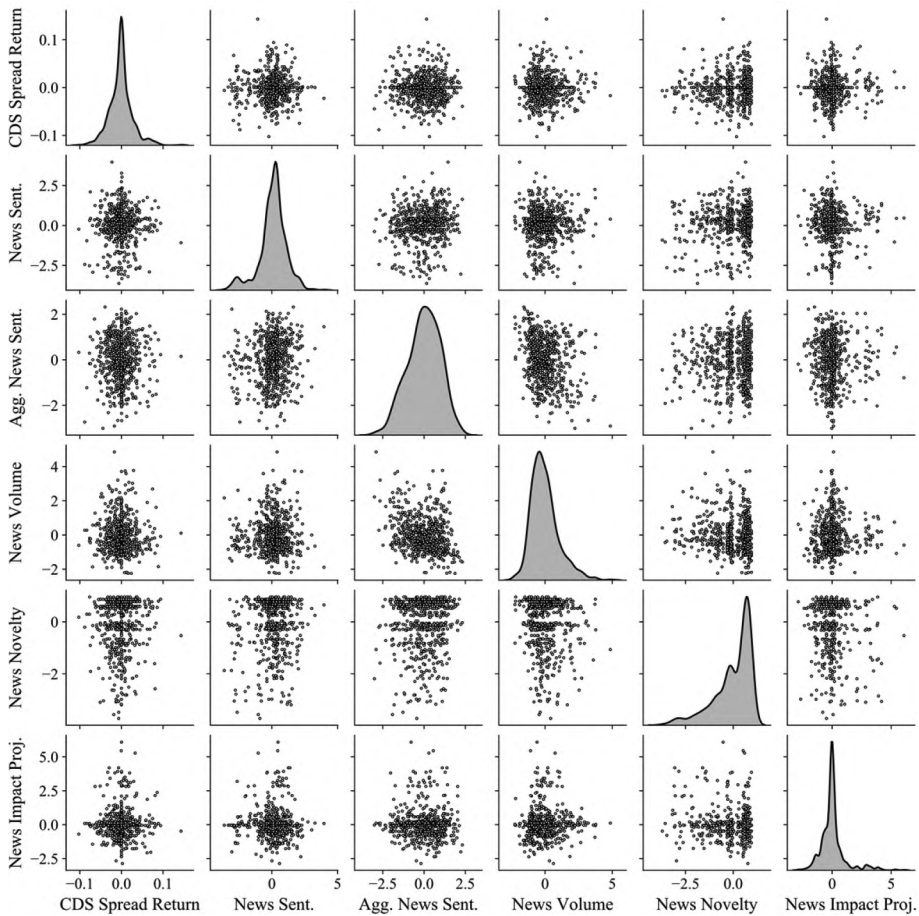 CDS Spread Return
0.1
0.0
−0.1
News Sent.
2.5
0.0
−2.5
Agg. News Sent.
2
0
−2
News Volume
4
2
0
−2
News Novelty
0
−2
News Impact Proj.
5.0
2.5
0.0
−2.5
−0.1 0.0 0.1 0 5 −2.5 0.0 2.5 0 5 −2.5 0.0 0 5
CDS Spread Return News Sent. Agg. News Sent. News Volume News Novelty News Impact Proj.